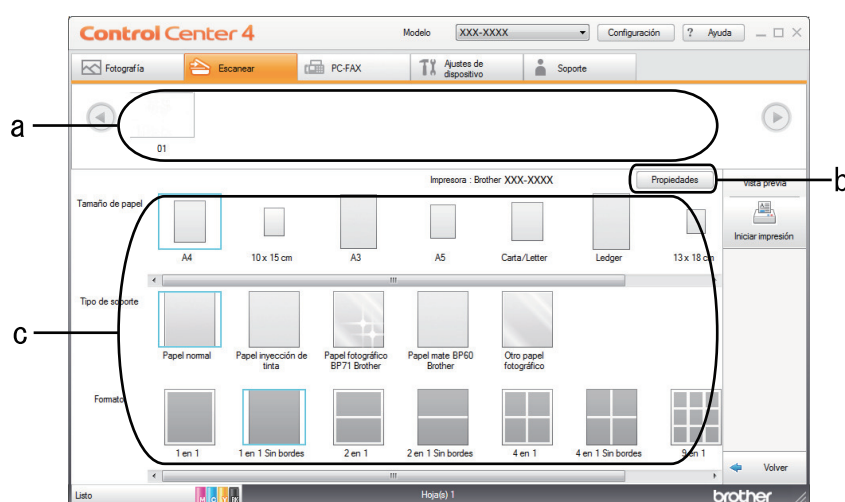 Control Center 4
Modelo XXX-XXXX Configuración ? Ayuda
Fotografía Escanear PC-FAX Ajustes de dispositivo Soporte
a
01
Impresora : Brother XXX-XXXX Propiedades
b
Vista previa
Tamaño de papel
Iniciar impresión
A4 10 x 15 cm A3 A5 Carta/Letter Ledger 13 x 18 cm
Tipo de soporte
c
Papel normal Papel inyección de tinta Papel fotográfico BP71 Brother Papel mate BP60 Brother Otro papel fotográfico
Formato
1 en 1 1 en 1 Sin bordes 2 en 1 2 en 1 Sin bordes 4 en 1 4 en 1 Sin bordes 9 en 1
Volver
Listo M C Y BK Hoja(s) 1 brother